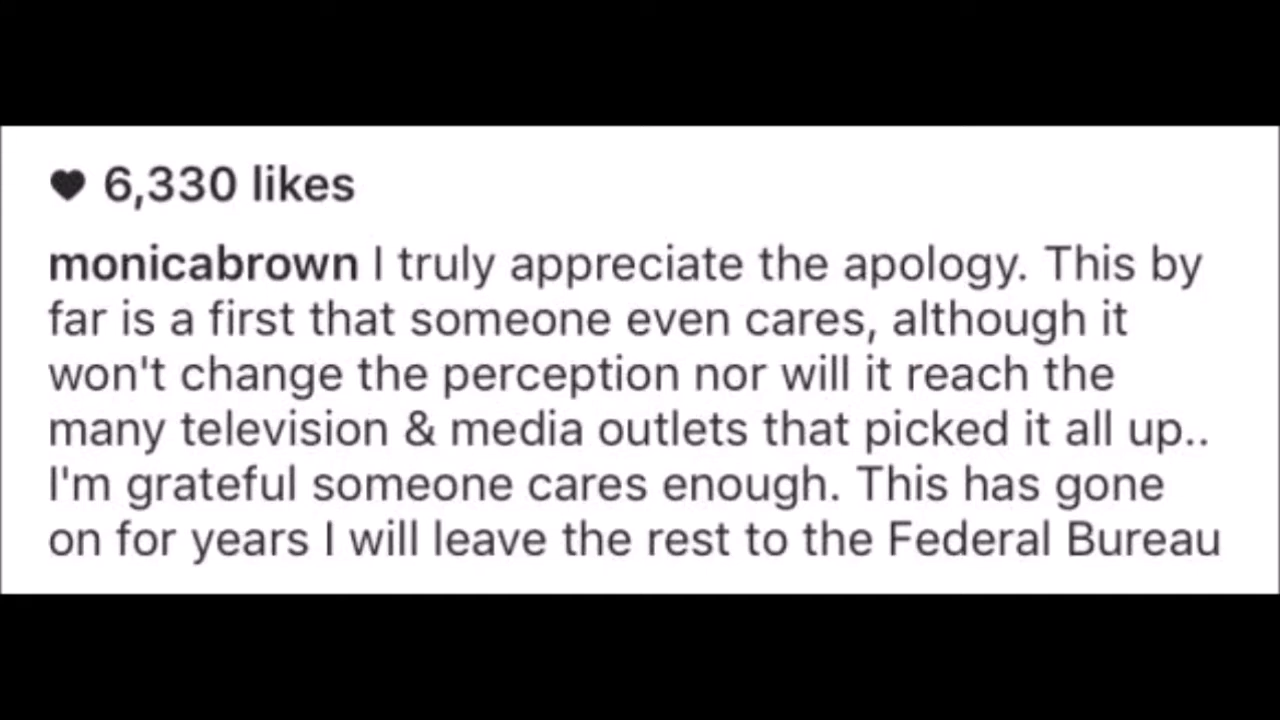 6,330 likes
monicabrown I truly appreciate the apology. This by
far is a first that someone even cares, although it
won't change the perception nor will it reach the
many television & media outlets that picked it all up..
I'm grateful someone cares enough. This has gone
on for years I will leave the rest to the Federal Bureau